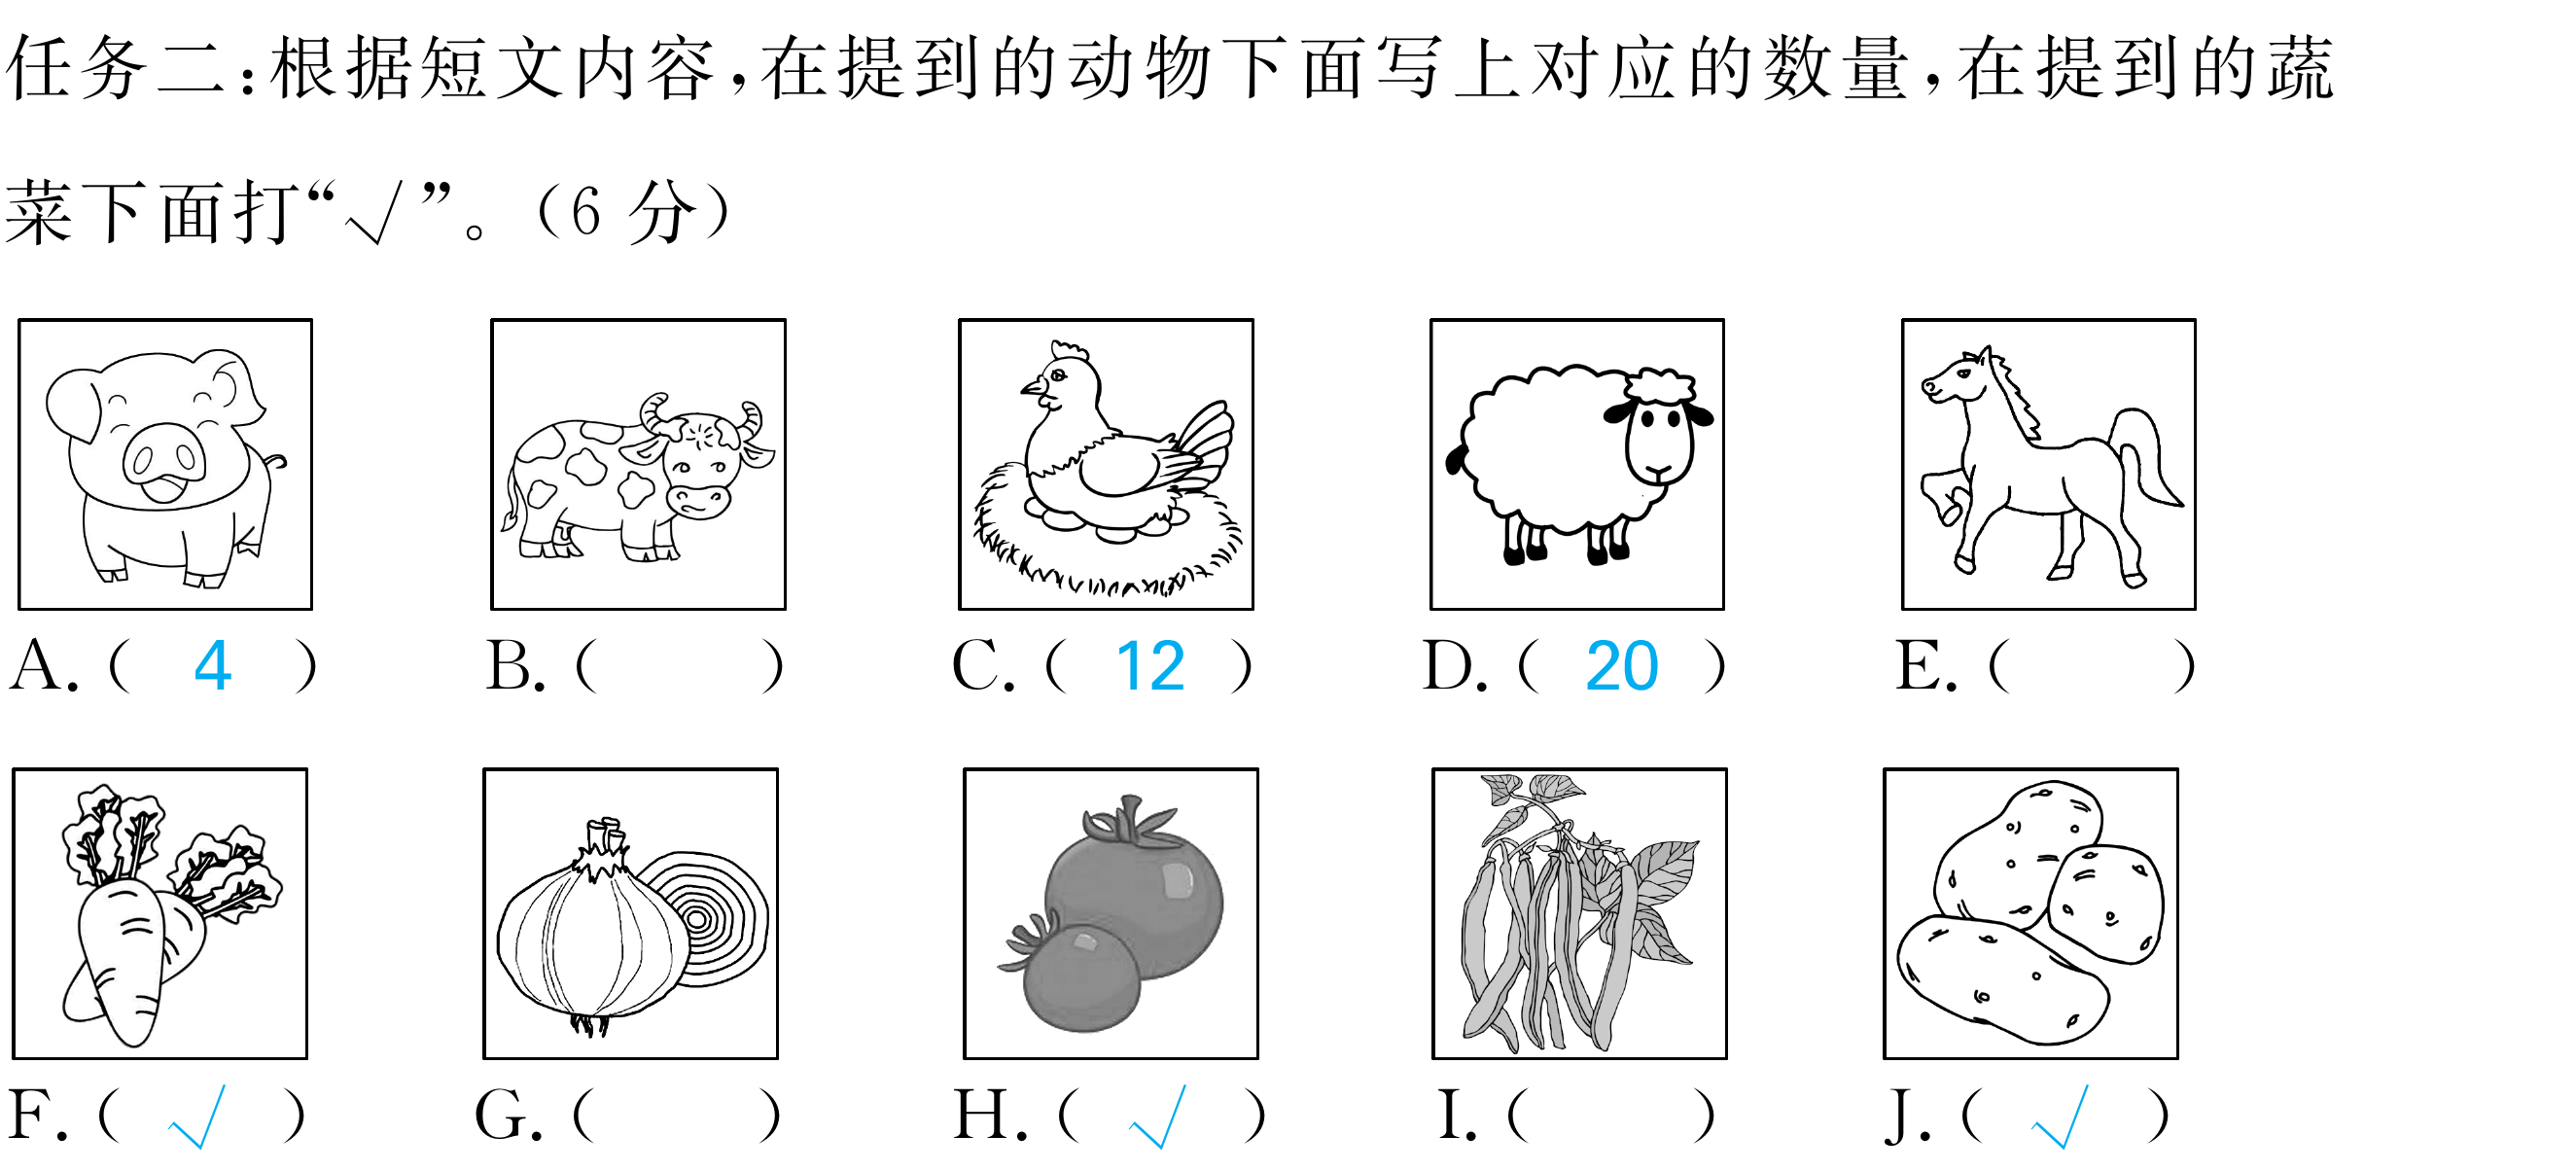 任务二:根据短文内容,在提到的动物下面写上对应的数量,在提到的蔬
菜下面打“√”。(6 分)
A.( 4 ) B.( ) C.( 12 ) D.( 20 ) E.( )
F.( √ ) G.( ) H.( √ ) I.( ) J.( √ )